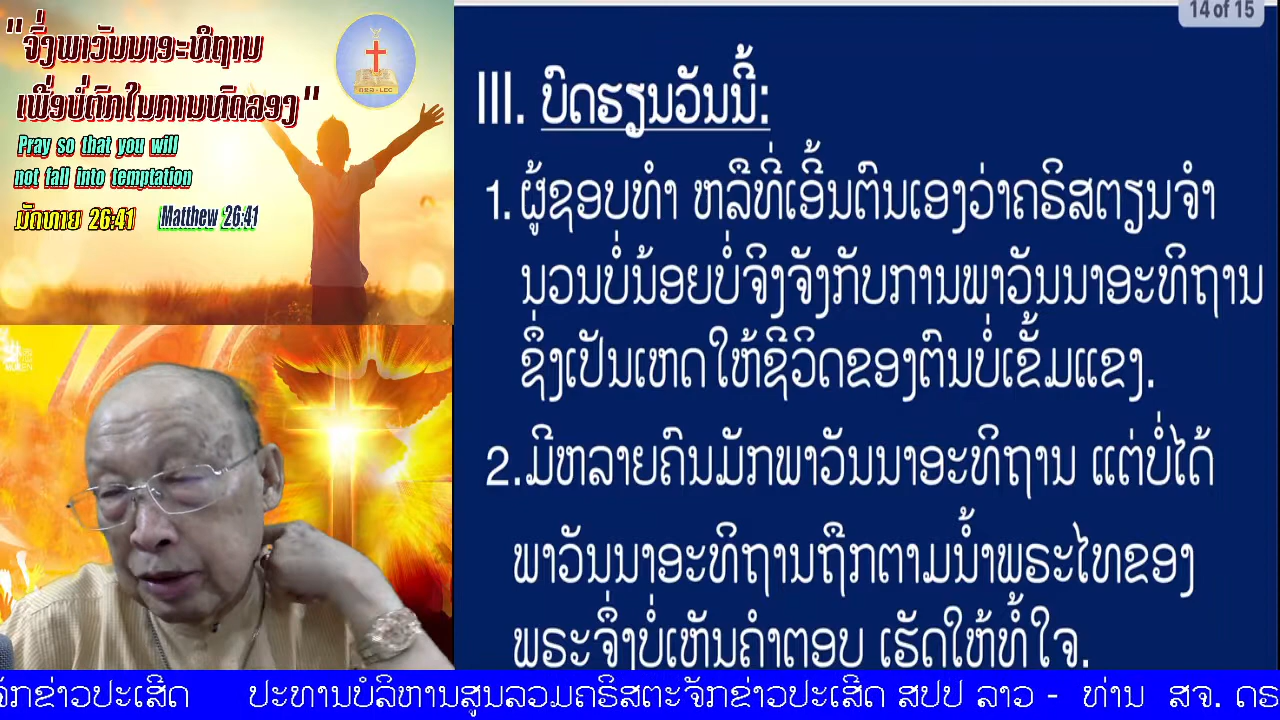 "ຈົ່ງພາວັນນາອະທິຖານ
ເພື່ອບໍ່ຕົກໃນການທົດລອງ"
Pray so that you will
not fall into temptation
ມັດທາຍ 26:41 Matthew 26:41
14 of 15
III. ບົດຮຽນວັນນີ້:
1. ຜູ້ຊອບທຳ ຫລືທີ່ເອີ້ນຕົນເອງວ່າຄຣິສຕຽນຈຳ
ນວນບໍ່ນ້ອຍບໍ່ຈິງຈັງກັບການພາວັນນາອະທິຖານ
ຊຶ່ງເປັນເຫດໃຫ້ຊີວິດຂອງຕົນບໍ່ເຂັ້ມແຂງ.
2. ມີຫລາຍຄົນມັກພາວັນນາອະທິຖານ ແຕ່ບໍ່ໄດ້
ພາວັນນາອະທິຖານຖືກຕາມນ້ຳພຣະໄທຂອງ
ພຣະຈຶ່ງບໍ່ເຫັນຄຳຕອບ ເຮັດໃຫ້ທໍ້ໃຈ.
ຈັກຂ່າວປະເສີດ ປະທານບໍລິຫານສູນລວມຄຣິສຕະຈັກຂ່າວປະເສີດ ສປປ ລາວ - ທ່ານ ສຈ. ດຣ